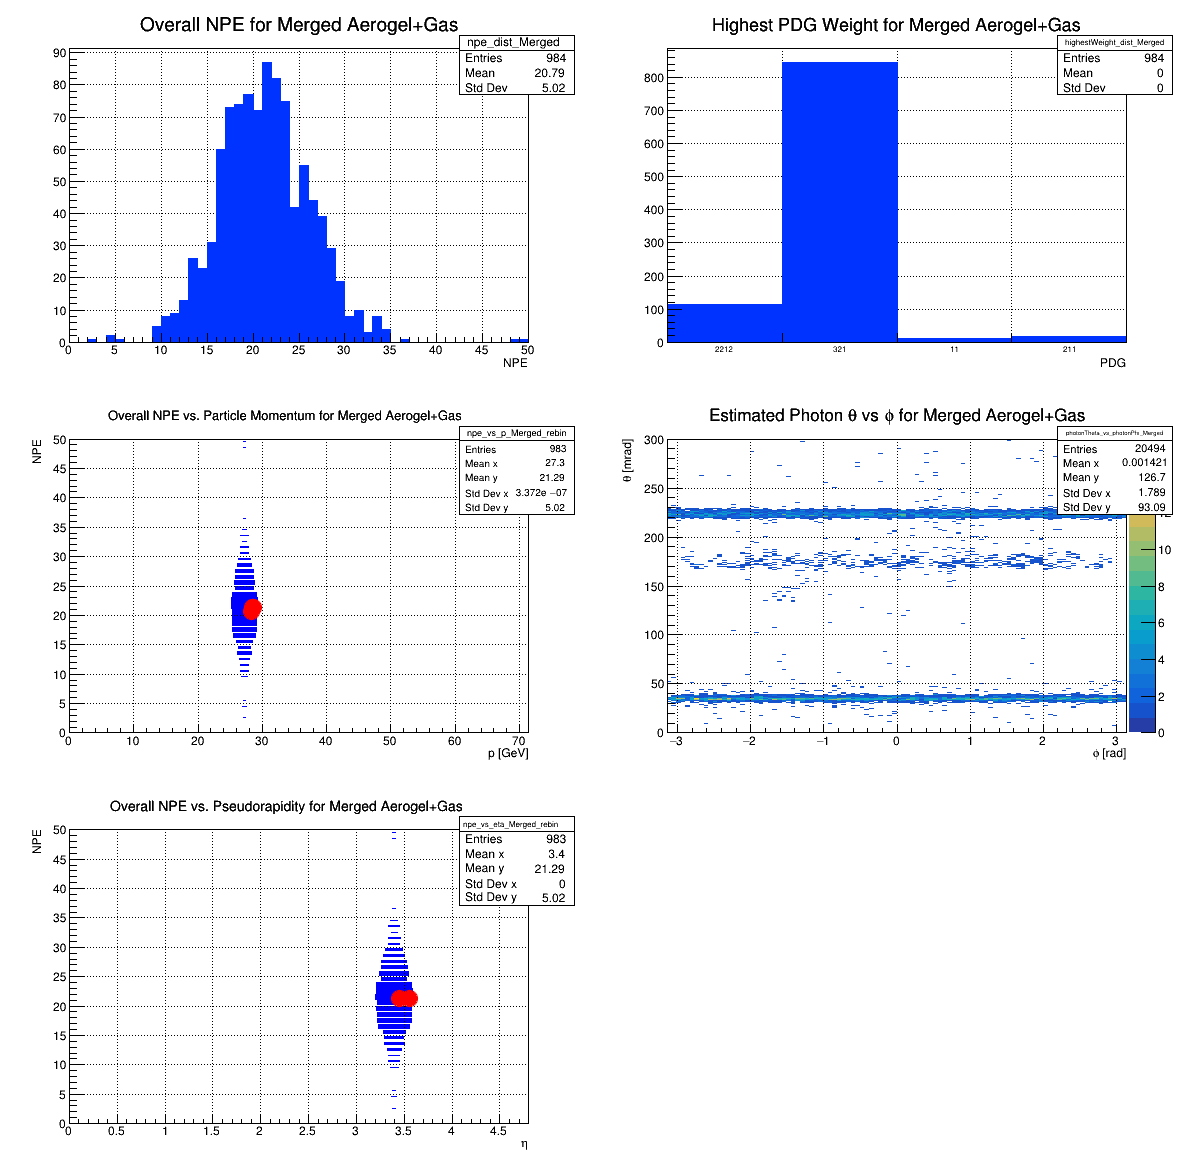 Overall NPE for Merged Aerogel+Gas
npe_dist_Merged
Entries 984
Mean 20.79
Std Dev 5.02
90
80
70
60
50
40
30
20
10
0
0 5 10 15 20 25 30 35 40 45 50
NPE
Highest PDG Weight for Merged Aerogel+Gas
highestWeight_dist_Merged
Entries 984
Mean 0
Std Dev 0
800
700
600
500
400
300
200
100
0
2212 321 11 211
PDG
Overall NPE vs. Particle Momentum for Merged Aerogel+Gas
npe_vs_p_Merged_rebin
Entries 983
Mean x 27.3
Mean y 21.29
Std Dev x 3.372e −07
Std Dev y 5.02
NPE
50
45
40
35
30
25
20
15
10
5
0
0 10 20 30 40 50 60 70
p [GeV]
Estimated Photon θ vs ϕ for Merged Aerogel+Gas
photonTheta_vs_photonPhi_Merged
Entries 20494
Mean x 0.001421
Mean y 126.7
Std Dev x 1.789
Std Dev y 93.09
θ [mrad]
300
250
200
150
100
50
0
−3 −2 −1 0 1 2 3
ϕ [rad]
10
8
6
4
2
0
Overall NPE vs. Pseudorapidity for Merged Aerogel+Gas
npe_vs_eta_Merged_rebin
Entries 983
Mean x 3.4
Mean y 21.29
Std Dev x 0
Std Dev y 5.02
NPE
50
45
40
35
30
25
20
15
10
5
0
0 0.5 1 1.5 2 2.5 3 3.5 4 4.5
η